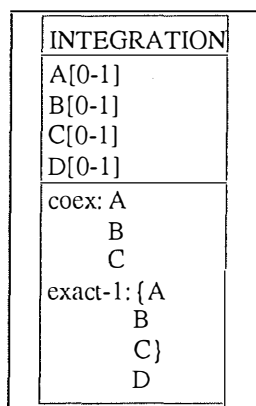 INTEGRATION
A[0-1]
B[0-1]
C[0-1]
D[0-1]
coex: A
B
C
exact-1: {A
B
C}
D